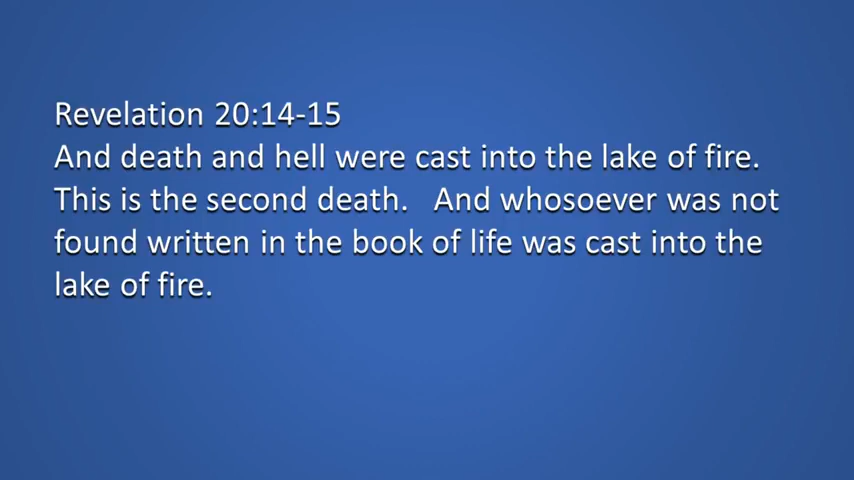 Revelation 20:14-15
And death and hell were cast into the lake of fire.
This is the second death.   And whosoever was not
found written in the book of life was cast into the
lake of fire.